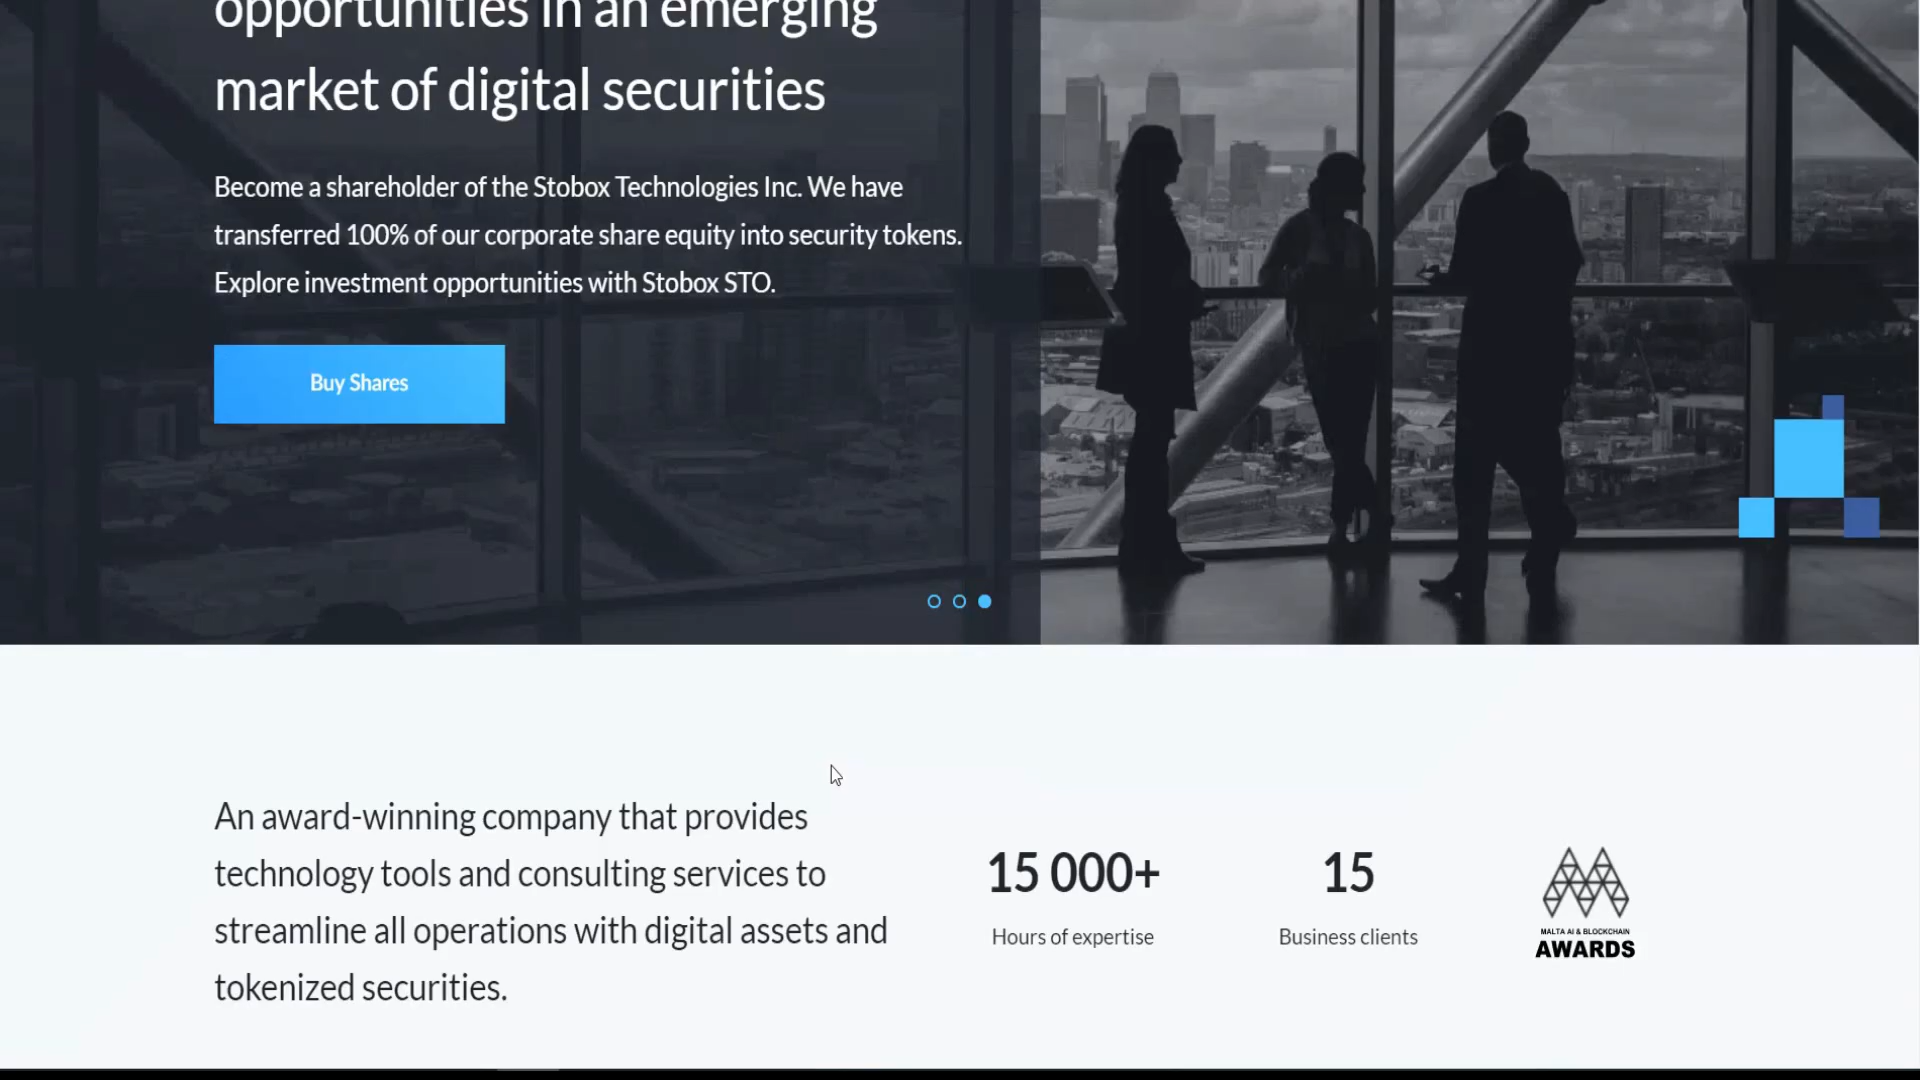 opportunities in an emerging
market of digital securities
Become a shareholder of the Stobox Technologies Inc. We have
transferred 100% of our corporate share equity into security tokens.
Explore investment opportunities with Stobox STO.
Buy Shares
An award-winning company that provides
technology tools and consulting services to
streamline all operations with digital assets and
tokenized securities.
15 000+
Hours of expertise
15
Business clients
MALTA AI & BLOCKCHAIN
AWARDS